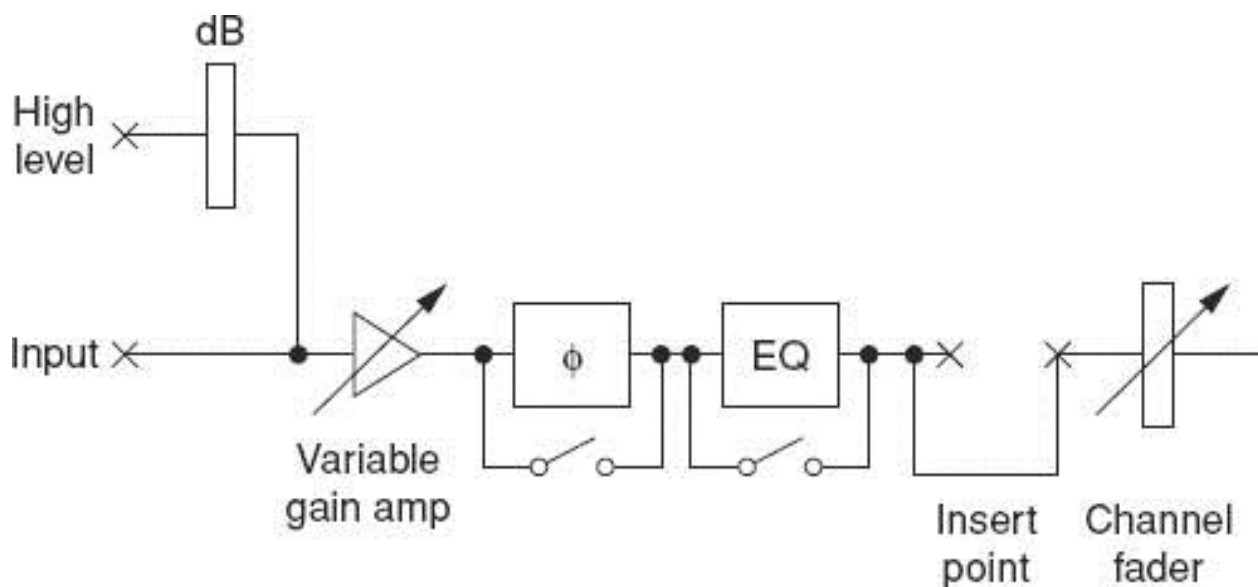 dB
High
level
Input
ϕ
EQ
Variable
gain amp
Insert
point
Channel
fader